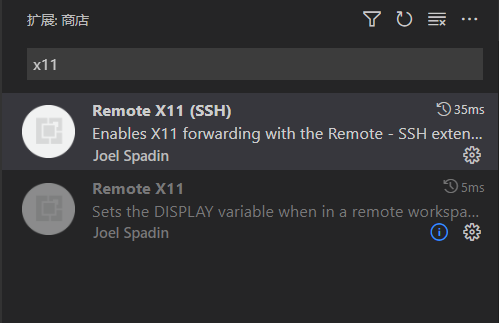 扩展: 商店
x11
Remote X11 (SSH)
35ms
Enables X11 forwarding with the Remote - SSH exten...
Joel Spadin
Remote X11
5ms
Sets the DISPLAY variable when in a remote workspa...
Joel Spadin